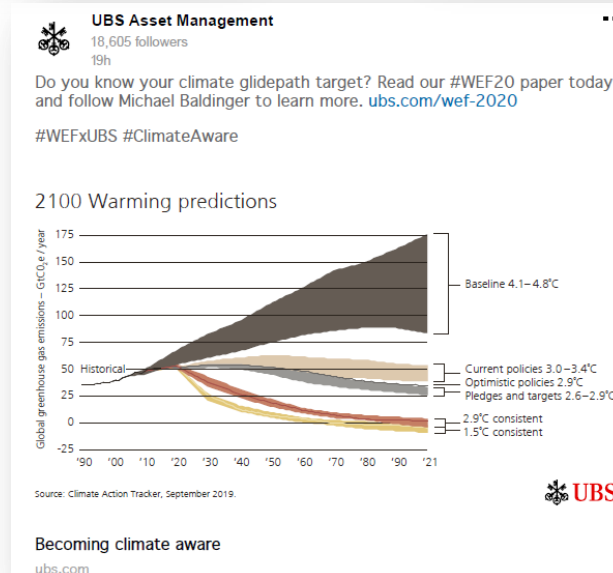 UBS Asset Management
18,605 followers
19h
Do you know your climate glidepath target? Read our #WEF20 paper today
and follow Michael Baldinger to learn more. ubs.com/wef-2020
#WEFxUBS #ClimateAware
2100 Warming predictions
Global greenhouse gas emissions – GtCO₂e / year
175
150
125
100
75
50
25
0
-25
Historical
Baseline 4.1–4.8°C
Current policies 3.0–3.4°C
Optimistic policies 2.9°C
Pledges and targets 2.6–2.9°C
2.9°C consistent
1.5°C consistent
'90 '00 '10 '20 '30 '40 '50 '60 '70 '80 '90 '21
Source: Climate Action Tracker, September 2019.
UBS
Becoming climate aware
ubs.com